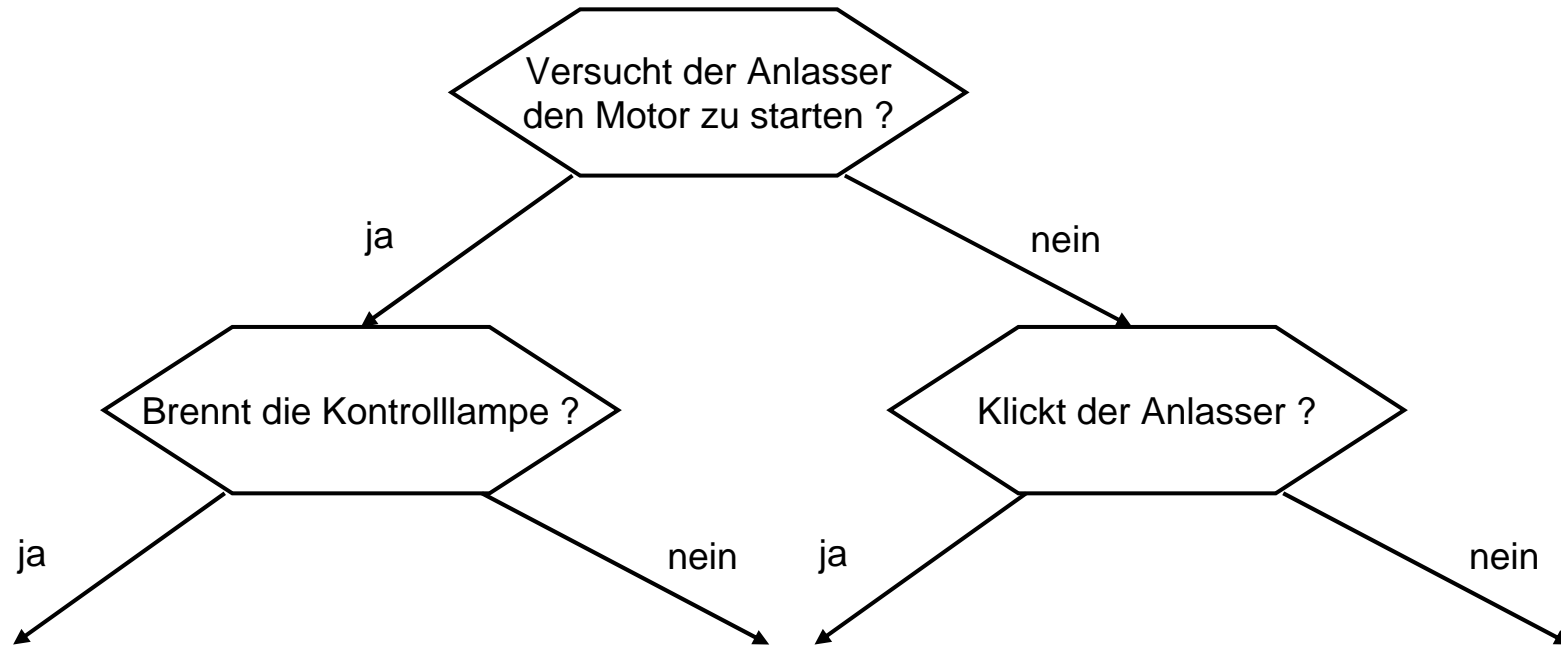 Versucht der Anlasser
den Motor zu starten ?
ja
nein
Brennt die Kontrolllampe ?
Klickt der Anlasser ?
ja
nein
ja
nein